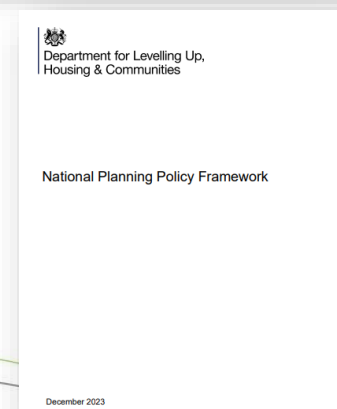 Department for Levelling Up,
Housing & Communities
National Planning Policy Framework
December 2023